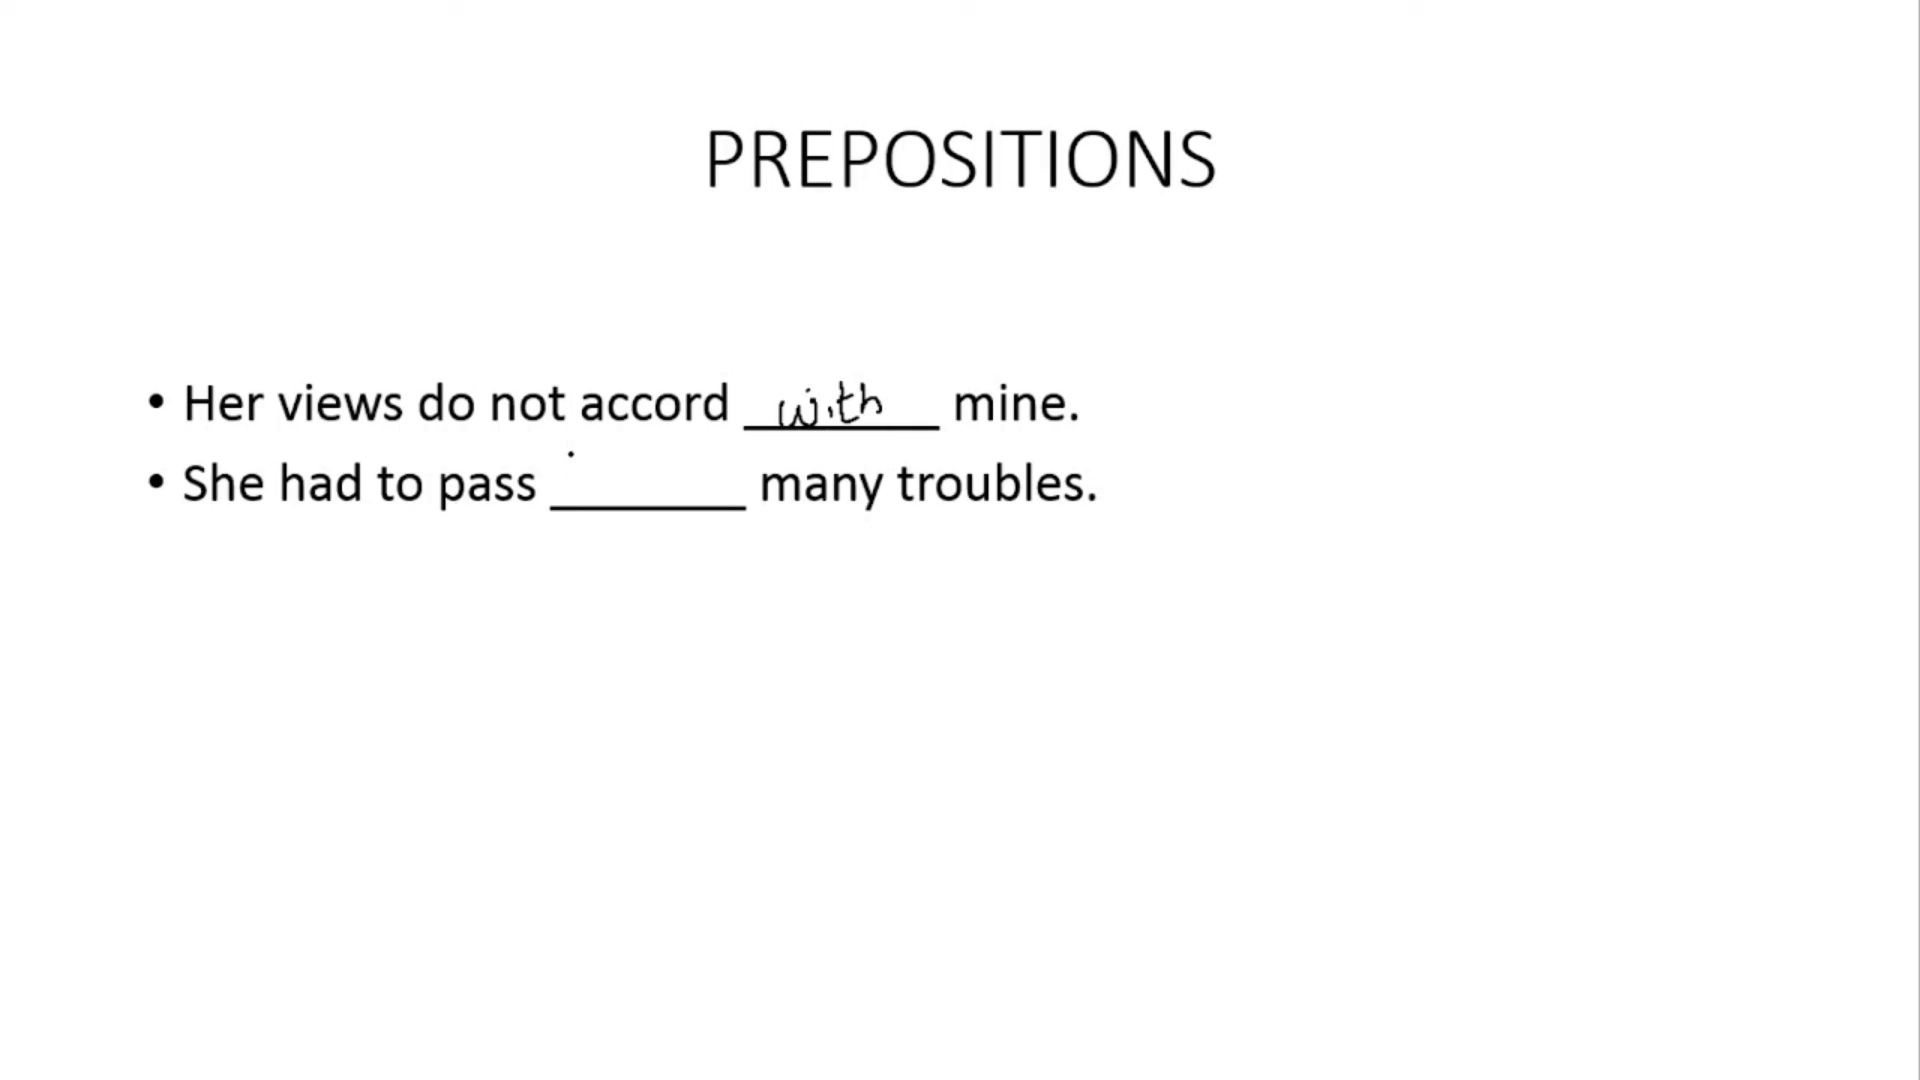 PREPOSITIONS
• Her views do not accord with mine.
• She had to pass ________ many troubles.